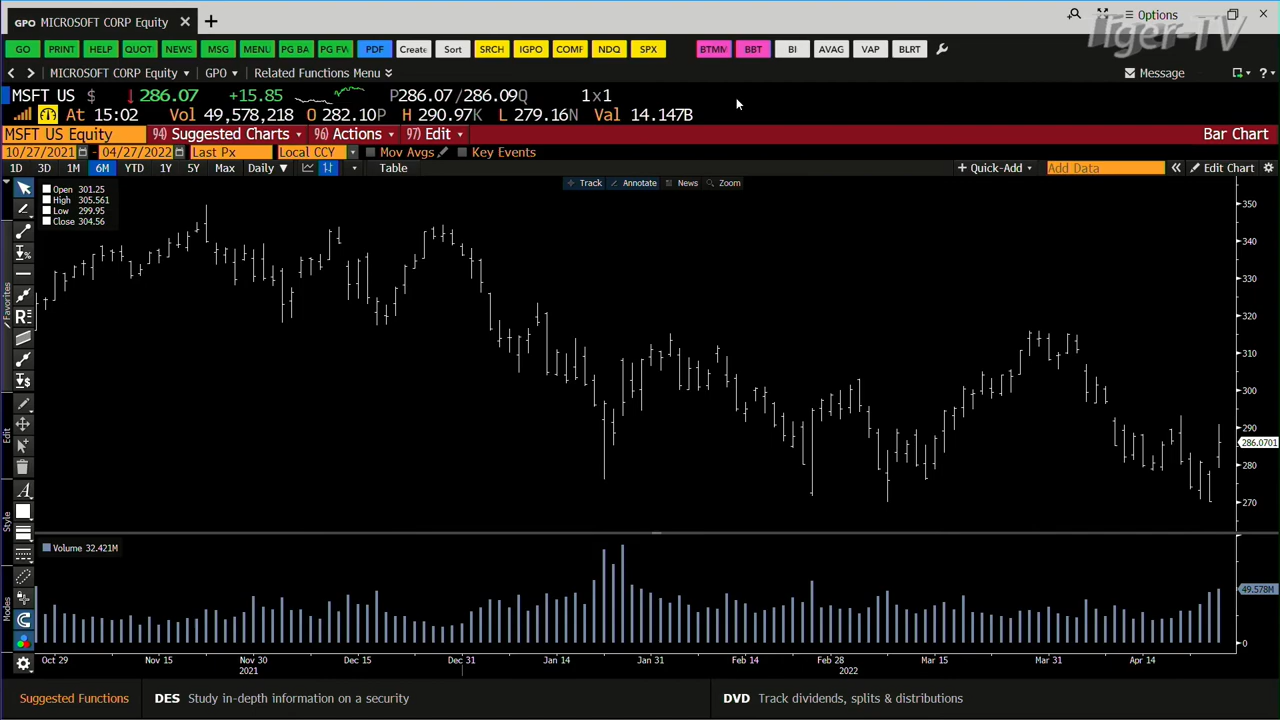 GPO MICROSOFT CORP Equity
Options
Tiger-TV
GO PRINT HELP QUOT NEWS MSG MENU PG BA PG FW PDF Create Sort SRCH IGPO COMF NDQ SPX BTMM BBT BI AVAG VAP BLRT
MICROSOFT CORP Equity GPO Related Functions Menu Message ?
MSFT US $ ↓286.07 +15.85 P286.07/286.09Q 1x1
At 15:02 Vol 49,578,218 O 282.10P H 290.97K L 279.16N Val 14.147B
MSFT US Equity 94) Suggested Charts 96) Actions 97) Edit Bar Chart
10/27/2021 - 04/27/2022 Last Px Local CCY Mov Avgs Key Events
1D 3D 1M 6M YTD 1Y 5Y Max Daily Table + Quick-Add Add Data « Edit Chart
Track Annotate News Zoom
Open 301.25
High 305.561
Low 299.95
Close 304.56
350
340
330
320
310
300
290
286.0701
280
270
Favorites
Edit
Style
Modes
Volume 32.421M
49.578M
0
Oct 29 Nov 15 Nov 30 Dec 15 Dec 31 Jan 14 Jan 31 Feb 14 Feb 28 Mar 15 Mar 31 Apr 14
2021 2022
Suggested Functions DES Study in-depth information on a security DVD Track dividends, splits & distributions